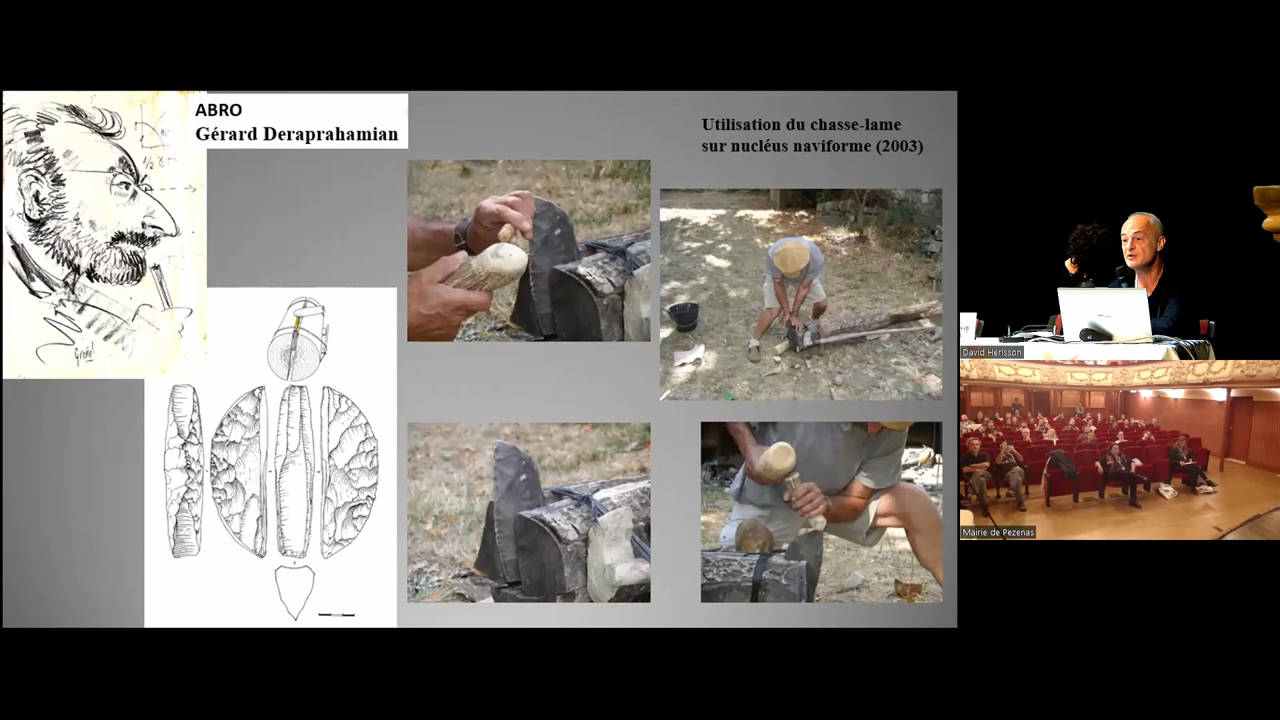 ABRO
Gérard Deraprahamian
Utilisation du chasse-lame
sur nucléus naviforme (2003)
David Hérisson
Mairie de Pezenas